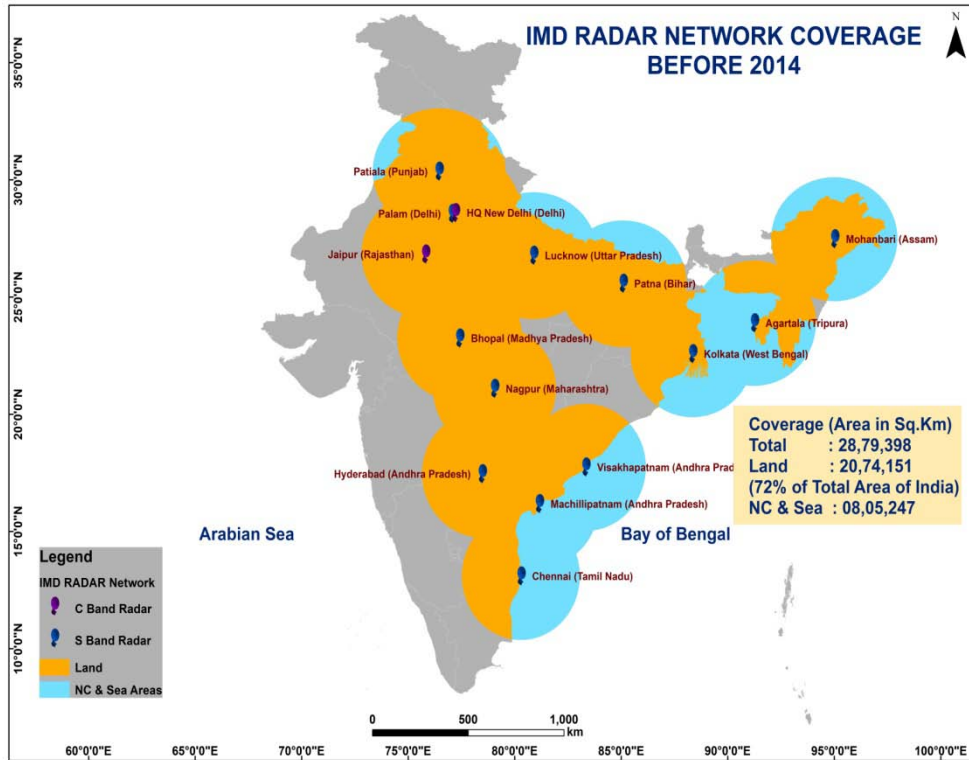 IMD RADAR NETWORK COVERAGE
BEFORE 2014
N
35°0'0"N
30°0'0"N
25°0'0"N
20°0'0"N
15°0'0"N
10°0'0"N
Patiala (Punjab)
Palam (Delhi)
HQ New Delhi (Delhi)
Jaipur (Rajasthan)
Lucknow (Uttar Pradesh)
Mohanbari (Assam)
Patna (Bihar)
Agartala (Tripura)
Bhopal (Madhya Pradesh)
Kolkata (West Bengal)
Nagpur (Maharashtra)
Hyderabad (Andhra Pradesh)
Visakhapatnam (Andhra Prad
Machillipatnam (Andhra Pradesh)
Chennai (Tamil Nadu)
Coverage (Area in Sq.Km)
Total : 28,79,398
Land : 20,74,151
(72% of Total Area of India)
NC & Sea : 08,05,247
Arabian Sea
Bay of Bengal
Legend
IMD RADAR Network
C Band Radar
S Band Radar
Land
NC & Sea Areas
0 500 1,000
km
60°0'0"E 65°0'0"E 70°0'0"E 75°0'0"E 80°0'0"E 85°0'0"E 90°0'0"E 95°0'0"E